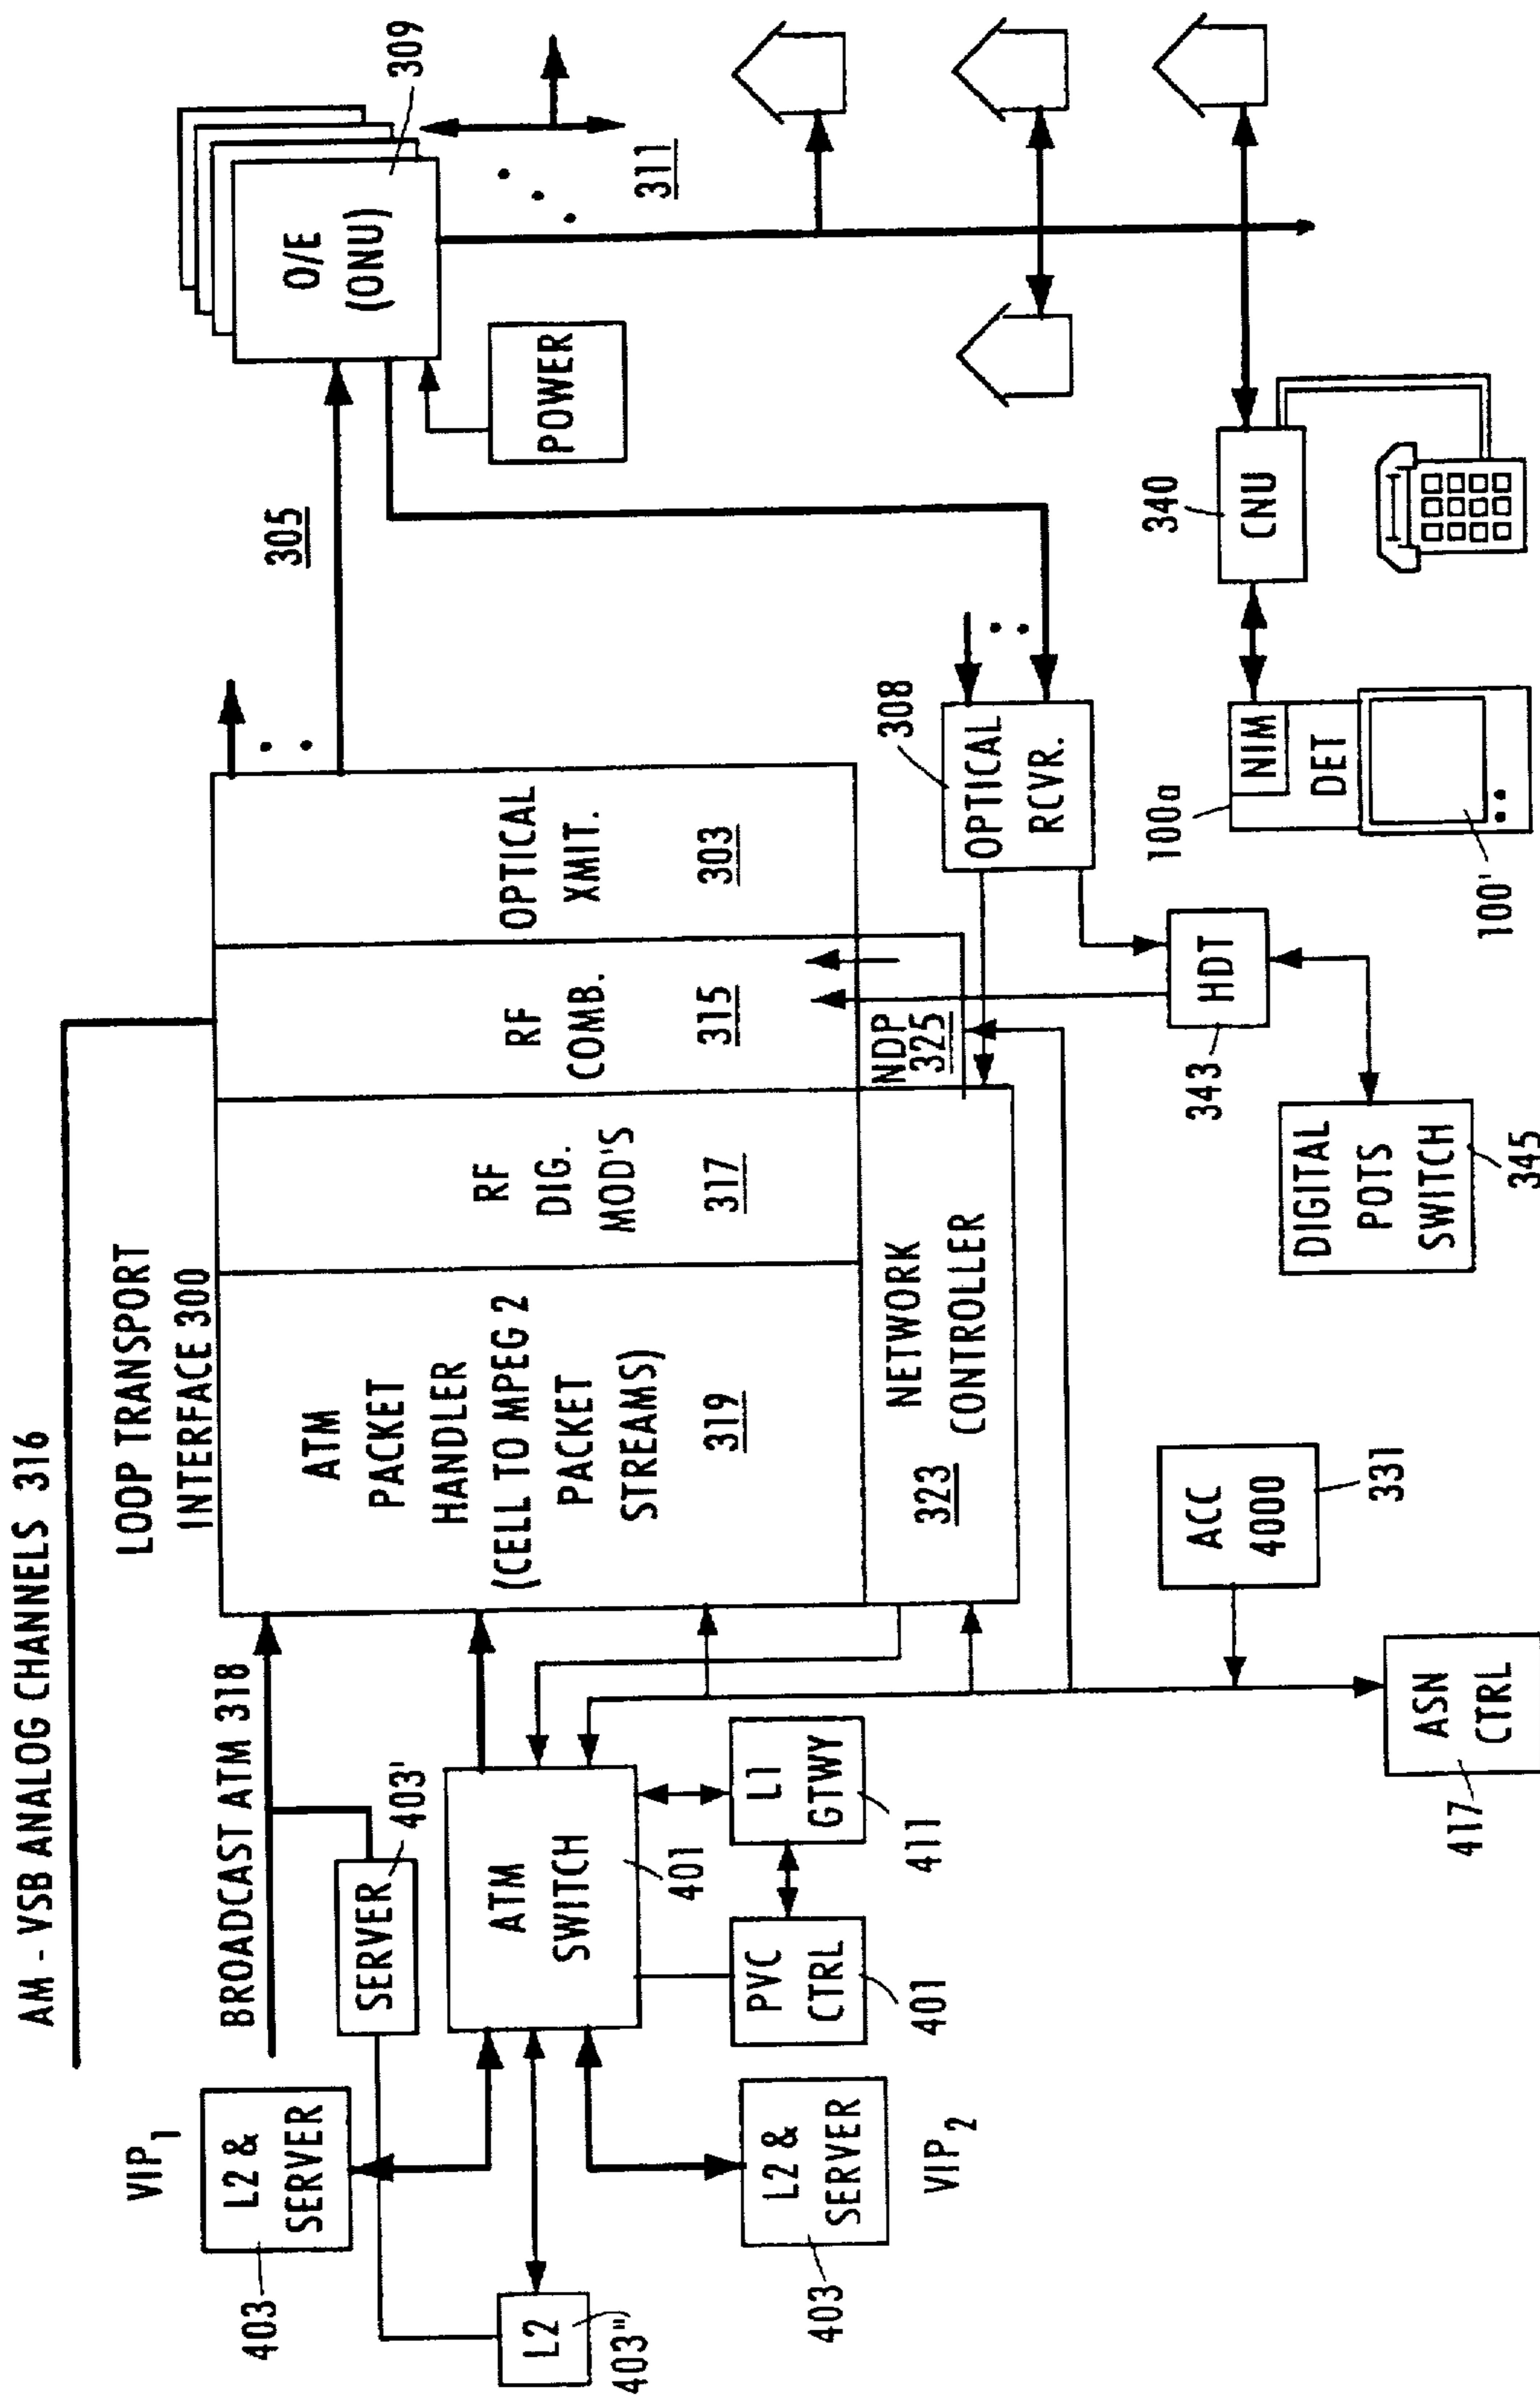 AM - VSB ANALOG CHANNELS 316
LOOP TRANSPORT
INTERFACE 300
BROADCAST ATM 318
VIP1
L2 &
SERVER
403
SERVER
403'
L2
403"
ATM
SWITCH
401
L2 &
SERVER
403
VIP2
PVC
CTRL
401
L1
GTWY
411
ATM
PACKET
HANDLER
(CELL TO MPEG 2
PACKET
STREAMS)
319
RF
DIG.
MOD'S
317
RF
COMB.
315
OPTICAL
XMIT.
303
NETWORK
CONTROLLER
323
NDP
325
305
O/E
(ONU)
309
311
POWER
OPTICAL
RCVR.
308
HDT
343
DIGITAL
POTS
SWITCH
345
ACC
4000
331
ASN
CTRL
417
100a
NIM
DET
100'
CNU
340